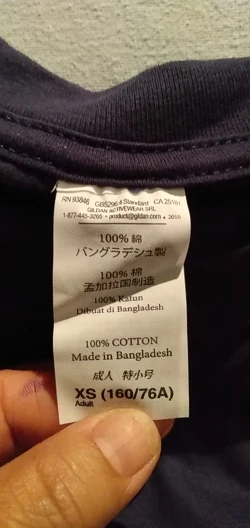 RN 93846 GB5296.4 Standard CA 25181
GILDAN ACTIVEWEAR SRL
1-877-445-3265 • product@gildan.com • 2010
100% 綿
バングラデシュ製
100% 棉
孟加拉国制造
100% Katun
Dibuat di Bangladesh
100% COTTON
Made in Bangladesh
成人 特小号
XS (160/76A)
Adult